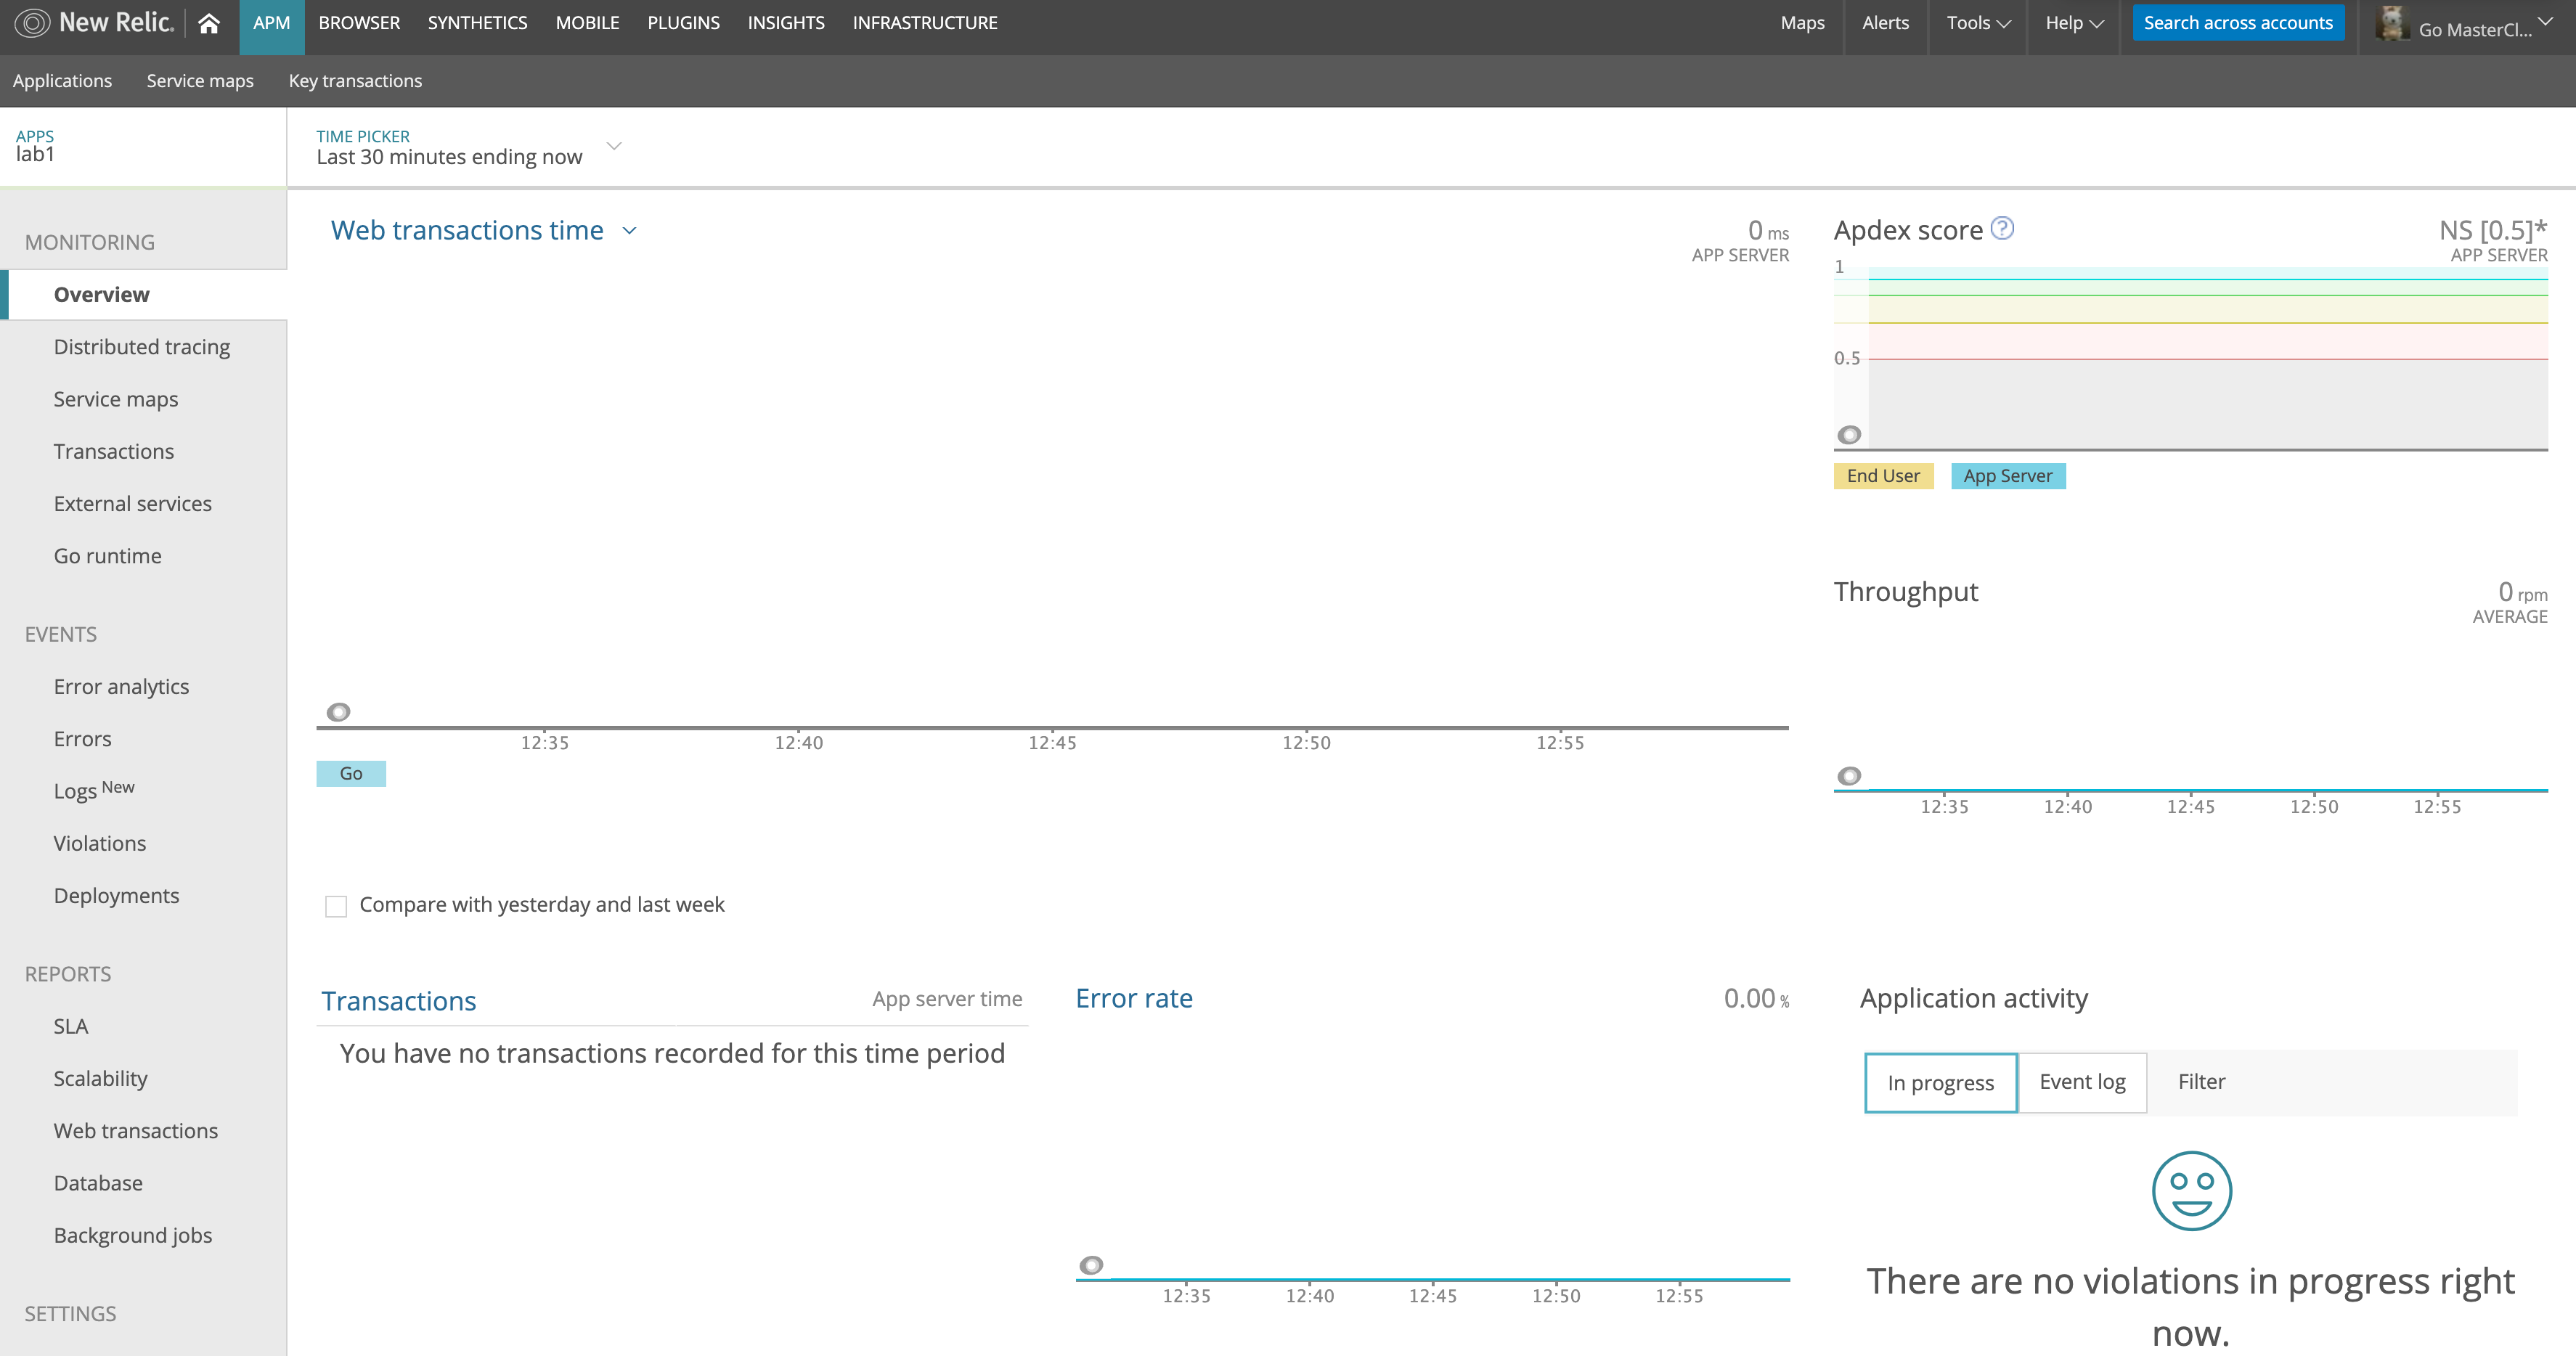 New Relic.
APM BROWSER SYNTHETICS MOBILE PLUGINS INSIGHTS INFRASTRUCTURE
Maps Alerts Tools Help Search across accounts Go MasterCl...
Applications Service maps Key transactions
APPS
lab1
TIME PICKER
Last 30 minutes ending now
MONITORING
Overview
Distributed tracing
Service maps
Transactions
External services
Go runtime
EVENTS
Error analytics
Errors
Logs New
Violations
Deployments
REPORTS
SLA
Scalability
Web transactions
Database
Background jobs
SETTINGS
Web transactions time
0 ms
APP SERVER
12:35 12:40 12:45 12:50 12:55
Go
Compare with yesterday and last week
Apdex score ?
NS [0.5]*
APP SERVER
1
0.5
End User App Server
Throughput
0 rpm
AVERAGE
12:35 12:40 12:45 12:50 12:55
Transactions App server time
You have no transactions recorded for this time period
Error rate 0.00 %
12:35 12:40 12:45 12:50 12:55
Application activity
In progress Event log Filter
There are no violations in progress right
now.